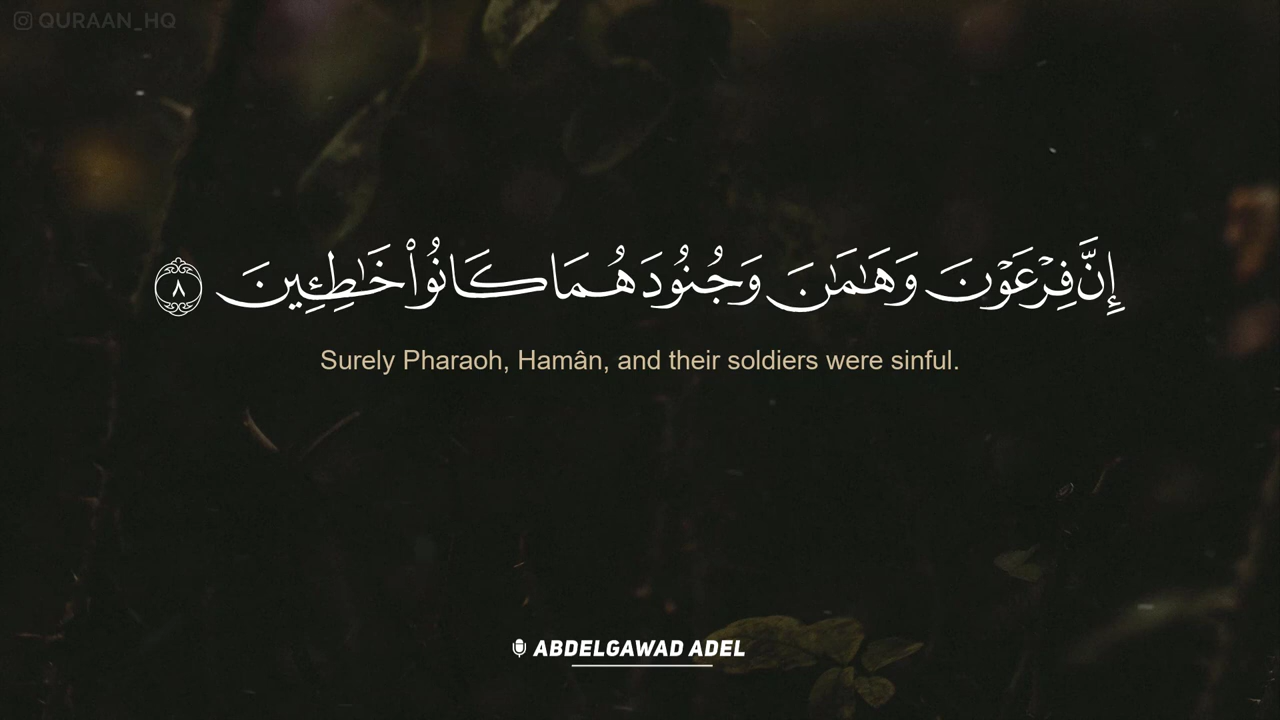 QURAAN_HQ
إِنَّ فِرْعَوْنَ وَهَـٰمَـٰنَ وَجُنُودَهُمَا كَانُوا۟ خَـٰطِـِٔينَ ٨
Surely Pharaoh, Hamân, and their soldiers were sinful.
ABDELGAWAD ADEL